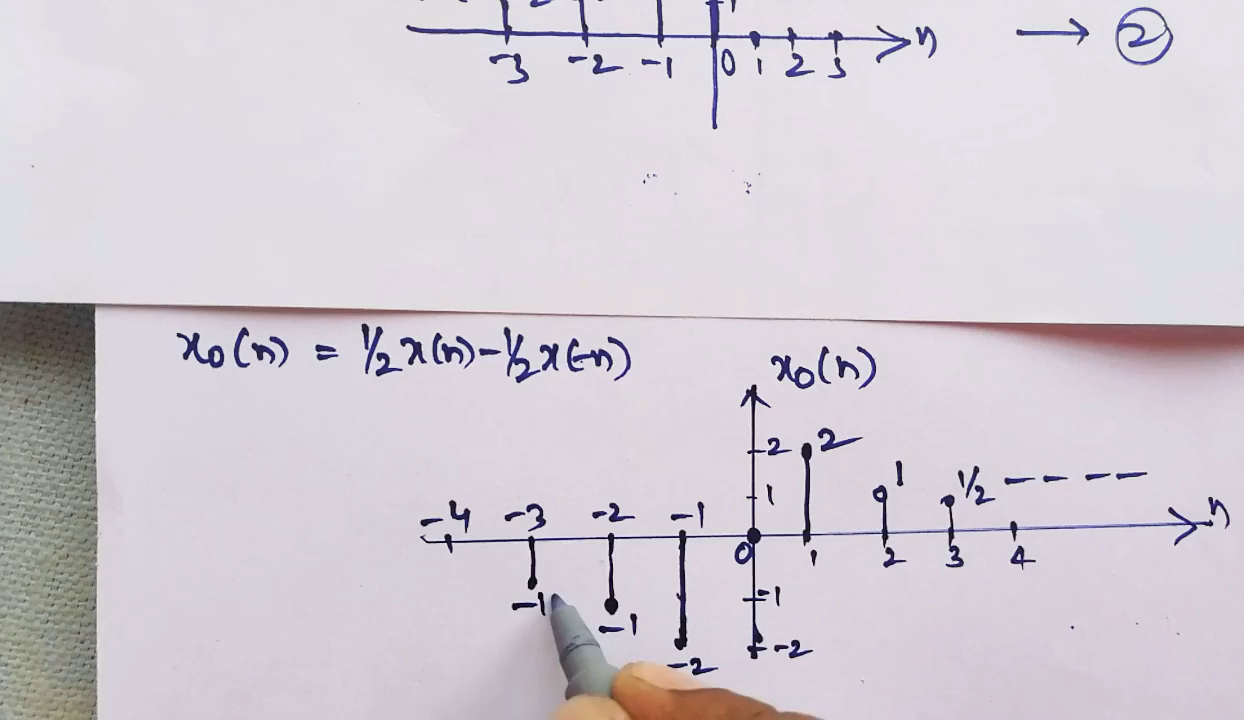 -3 -2 -1 0 1 2 3 n → ②
x₀(n) = ½x(n)-½x(-n)
x₀(n)
2 2
1 1 ½ ----
-4 -3 -2 -1 n
0 1 2 3 4
-1 -1 -1
-2 -2